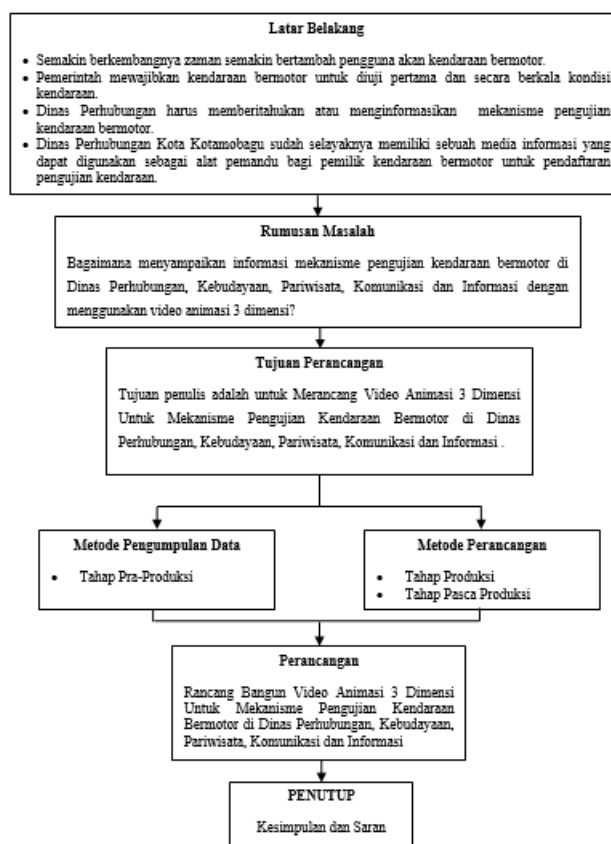 Latar Belakang
• Semakin berkembangnya zaman semakin bertambah pengguna akan kendaraan bermotor.
• Pemerintah mewajibkan kendaraan bermotor untuk diuji pertama dan secara berkala kondisi
kendaraan.
• Dinas Perhubungan harus memberitahukan atau menginformasikan mekanisme pengujian
kendaraan bermotor.
• Dinas Perhubungan Kota Kotamobagu sudah selayaknya memiliki sebuah media informasi yang
dapat digunakan sebagai alat pemandu bagi pemilik kendaraan bermotor untuk pendaftaran
pengujian kendaraan.
Rumusan Masalah
Bagaimana menyampaikan informasi mekanisme pengujian kendaraan bermotor di
Dinas Perhubungan, Kebudayaan, Pariwisata, Komunikasi dan Informasi dengan
menggunakan video animasi 3 dimensi?
Tujuan Perancangan
Tujuan penulis adalah untuk Merancang Video Animasi 3 Dimensi
Untuk Mekanisme Pengujian Kendaraan Bermotor di Dinas
Perhubungan, Kebudayaan, Pariwisata, Komunikasi dan Informasi .
Metode Pengumpulan Data
• Tahap Pra-Produksi
Metode Perancangan
• Tahap Produksi
• Tahap Pasca Produksi
Perancangan
Rancang Bangun Video Animasi 3 Dimensi
Untuk Mekanisme Pengujian Kendaraan
Bermotor di Dinas Perhubungan, Kebudayaan,
Pariwisata, Komunikasi dan Informasi
PENUTUP
Kesimpulan dan Saran